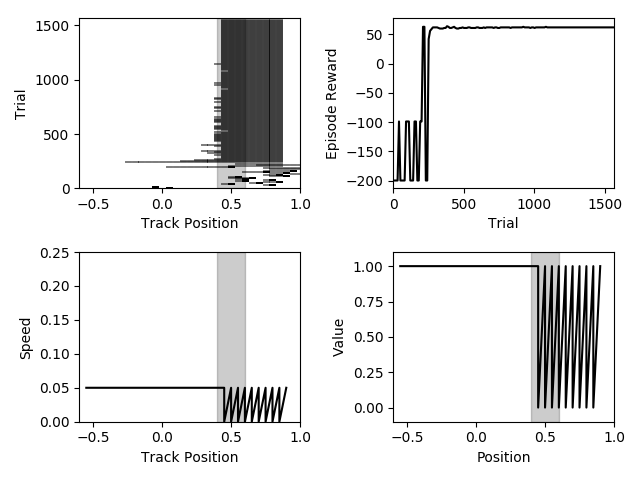 1500
1000
500
0
Trial
−0.5 0.0 0.5 1.0
Track Position
50
0
−50
−100
−150
−200
Episode Reward
0 500 1000 1500
Trial
0.25
0.20
0.15
0.10
0.05
0.00
Speed
−0.5 0.0 0.5 1.0
Track Position
1.00
0.75
0.50
0.25
0.00
Value
−0.5 0.0 0.5 1.0
Position